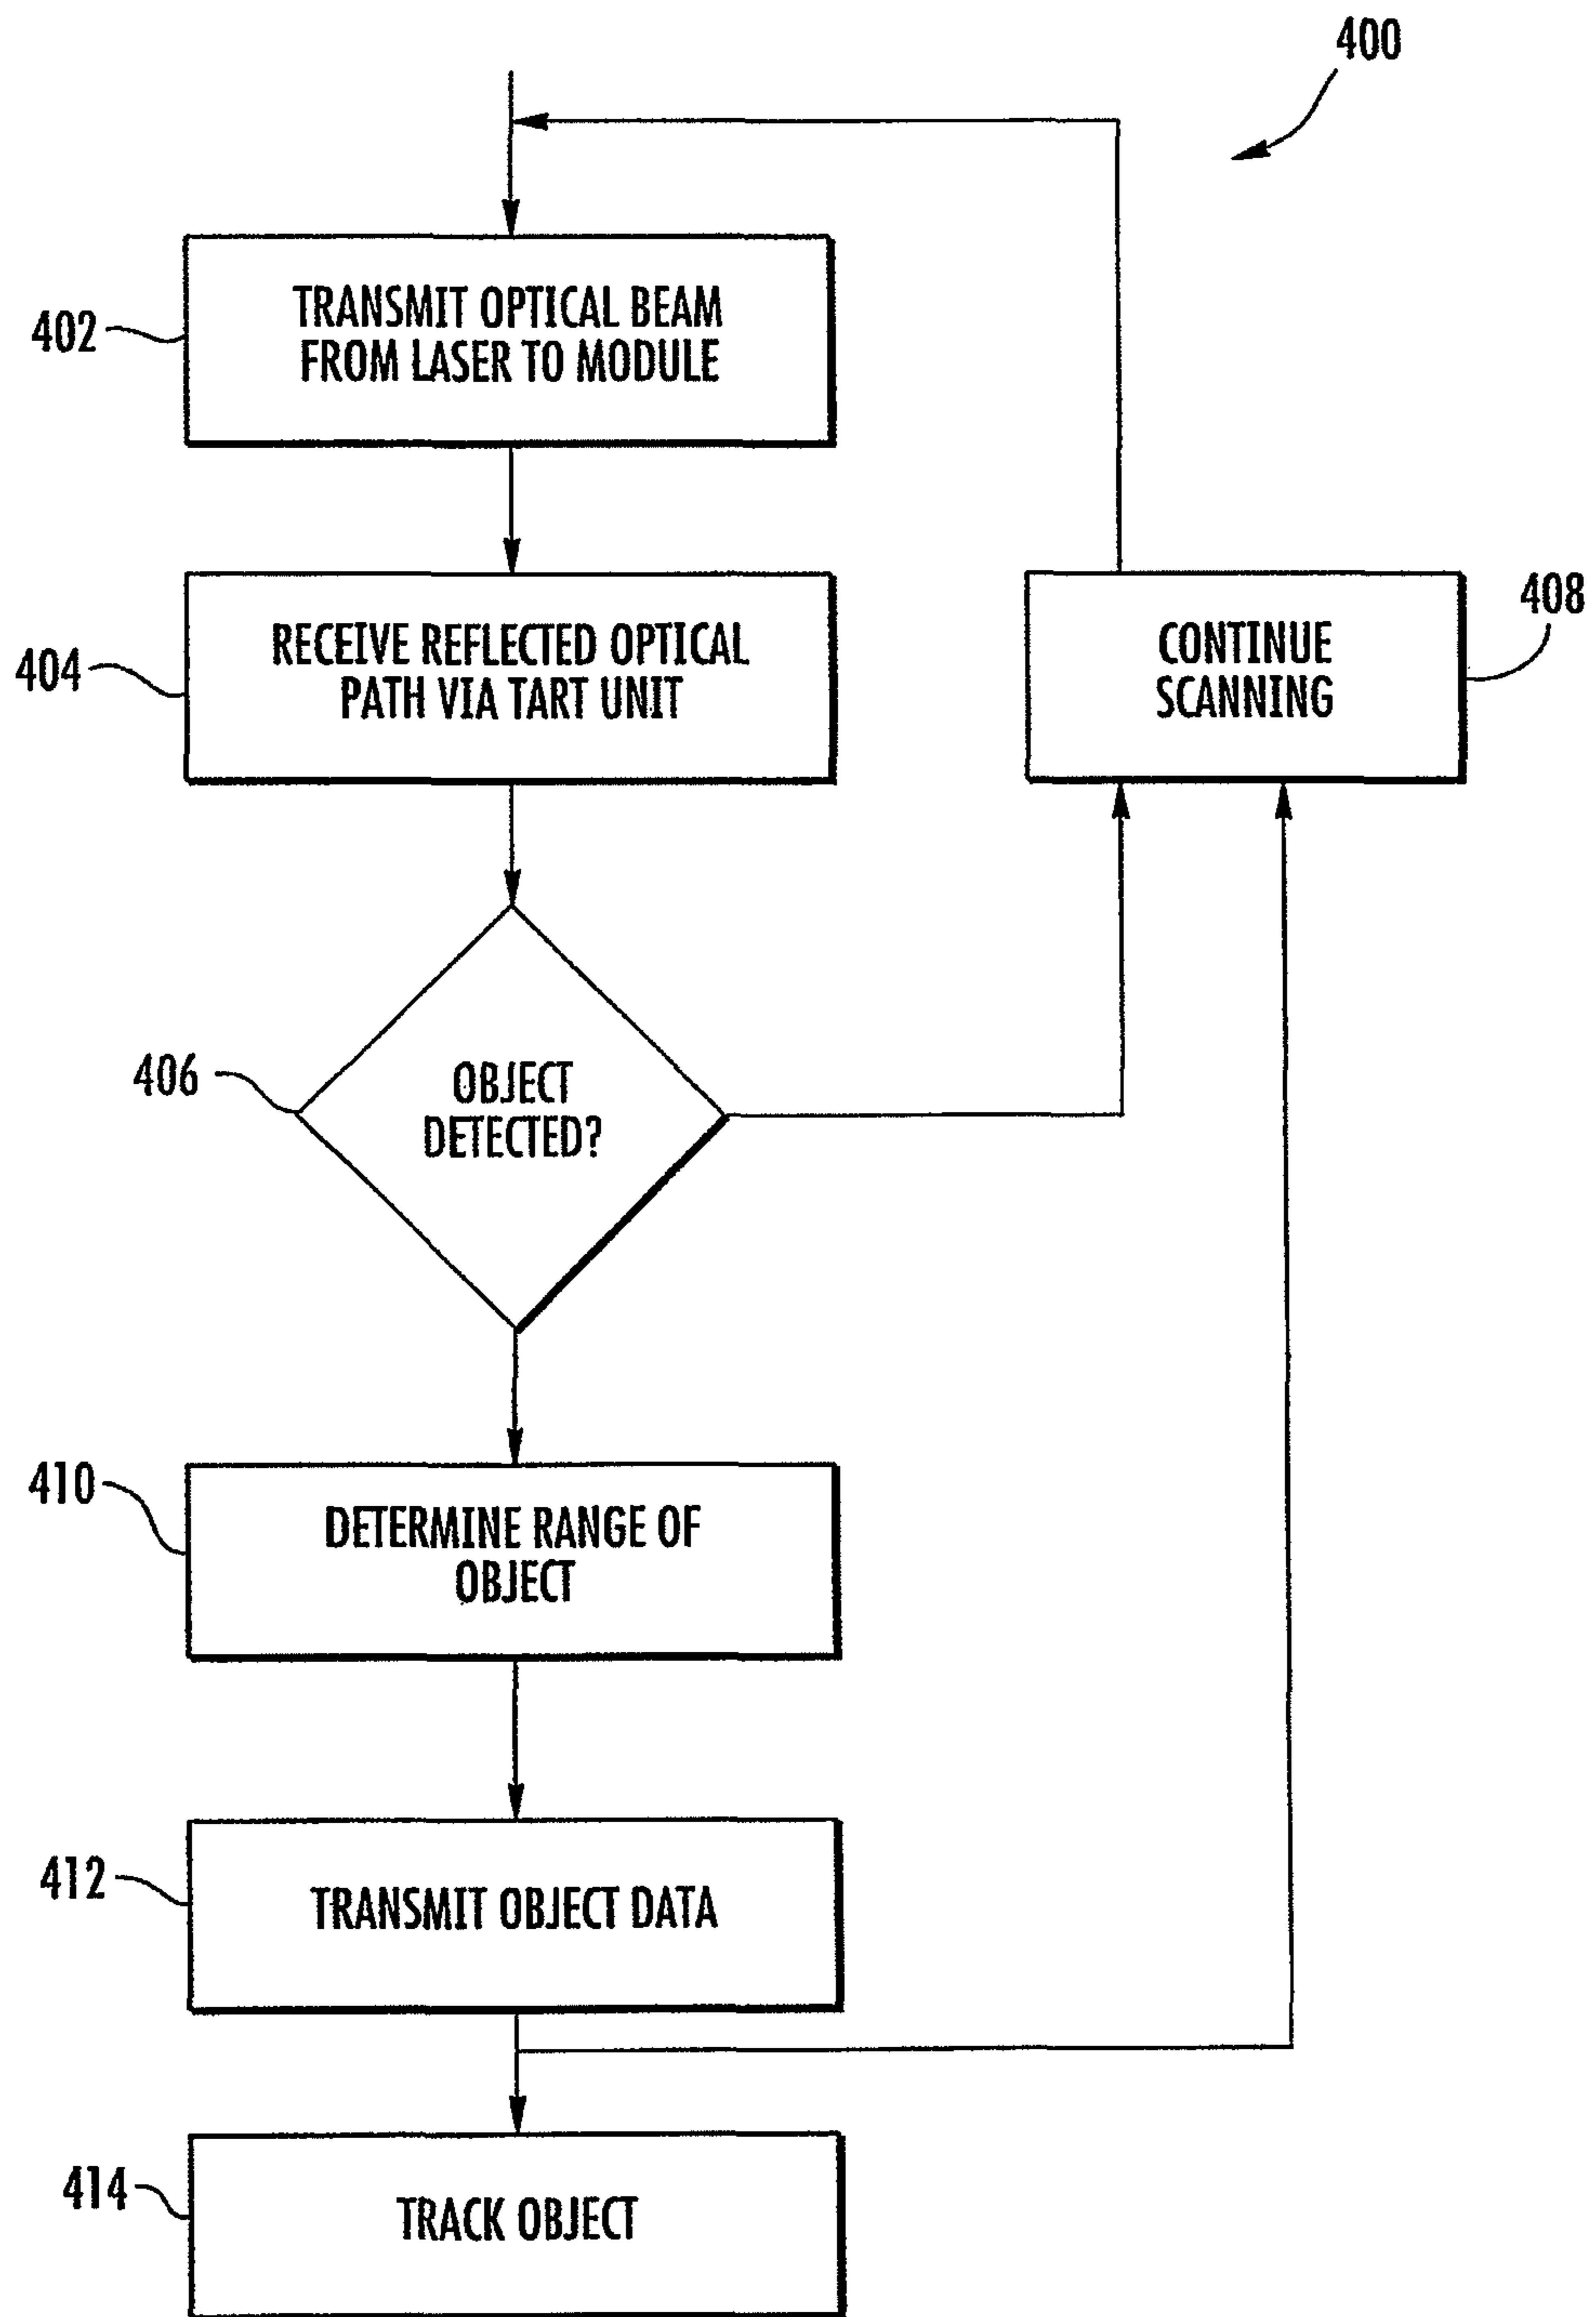 400
402
TRANSMIT OPTICAL BEAM
FROM LASER TO MODULE
404
RECEIVE REFLECTED OPTICAL
PATH VIA TART UNIT
408
CONTINUE
SCANNING
406
OBJECT
DETECTED?
410
DETERMINE RANGE OF
OBJECT
412
TRANSMIT OBJECT DATA
414
TRACK OBJECT